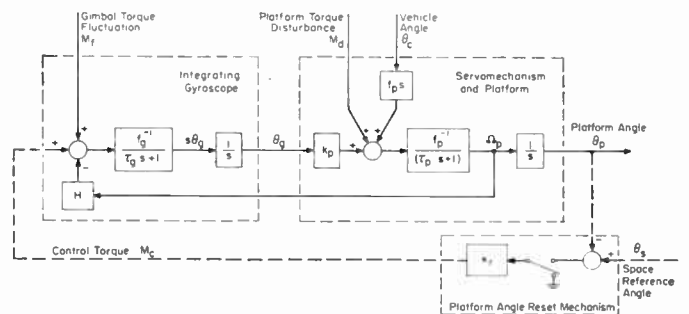 Gimbal Torque
Fluctuation
M_f
Platform Torque
Disturbance
M_d
Vehicle
Angle
θ_c
Integrating
Gyroscope
f_p s
Servomechanism
and Platform
+
+
-
f_g^-1
τ_g s+1
sθ_g
1
s
θ_g
k_p
+
+
+
f_p^-1
(τ_p s+1)
Ω_p
1
s
Platform Angle
θ_p
H
Control Torque M_c
-
+
θ_s
Space
Reference
Angle
Platform Angle Reset Mechanism